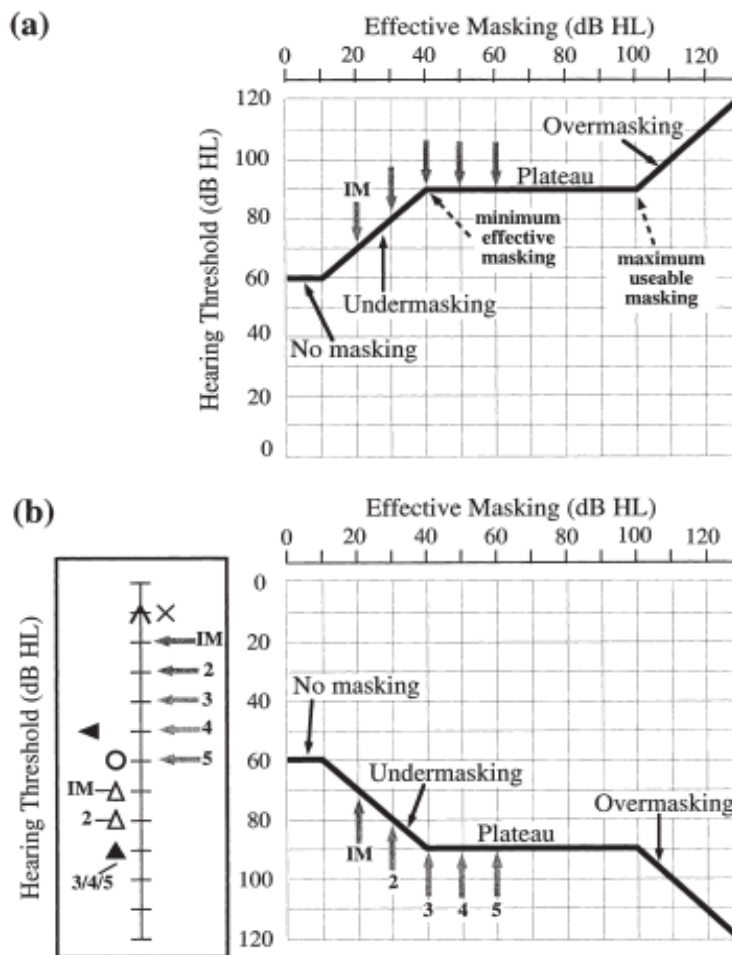 (a)
Effective Masking (dB HL)
0 20 40 60 80 100 120
Hearing Threshold (dB HL)
120
100
80
60
40
20
0
IM
Overmasking
Plateau
minimum
effective
masking
maximum
useable
masking
Undermasking
No masking
(b)
Effective Masking (dB HL)
0 20 40 60 80 100 120
Hearing Threshold (dB HL)
IM
2
3
4
5
IM
2
3/4/5
0
20
40
60
80
100
120
No masking
Undermasking
Overmasking
Plateau
IM
2
3 4 5